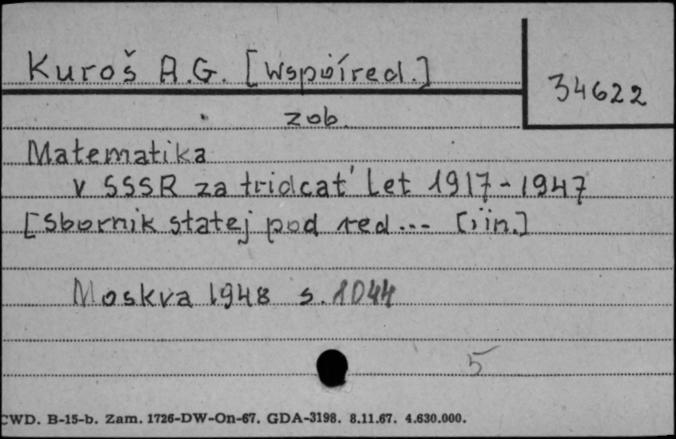 Kuroš A.G. [Współred.]
34622
zob.
Matematika
v SSSR za tridcat' let 1917-1947
[Sbornik statej pod red... [i in.]
Moskva 1948 s. 1044
5
CWD. B-15-b. Zam. 1726-DW-On-67. GDA-3198. 8.11.67. 4.630.000.